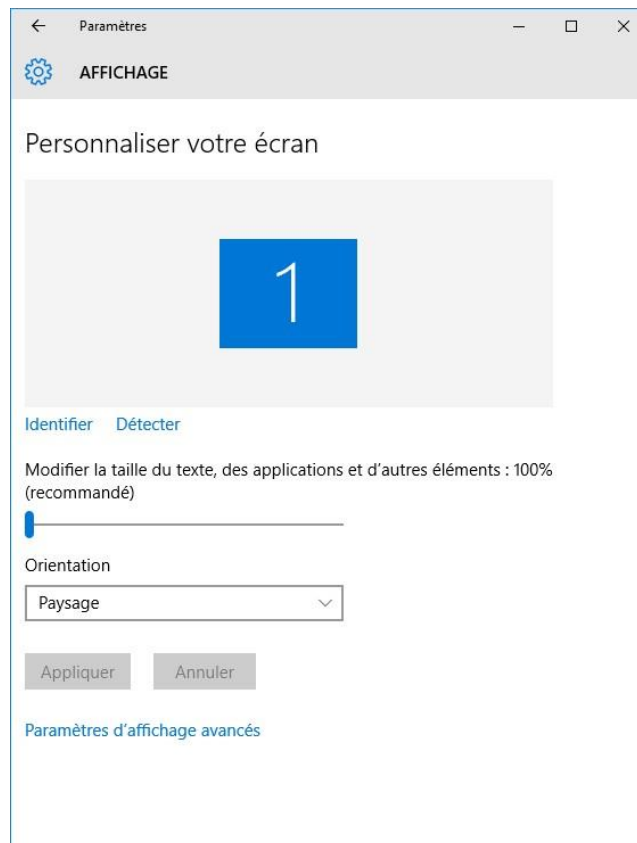 Paramètres
AFFICHAGE
Personnaliser votre écran
1
Identifier Détecter
Modifier la taille du texte, des applications et d'autres éléments : 100%
(recommandé)
Orientation
Paysage
Appliquer Annuler
Paramètres d'affichage avancés